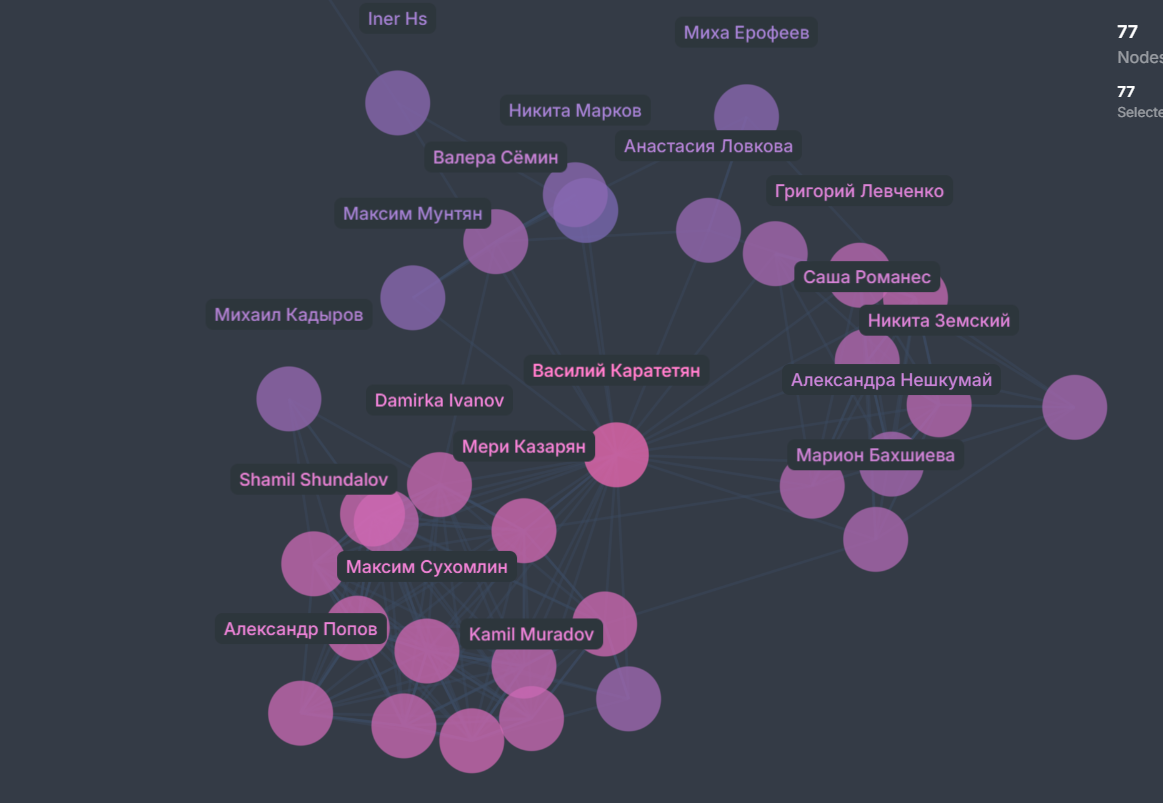 Iner Hs
Миха Ерофеев
77
Nodes
77
Selecte
Никита Марков
Анастасия Ловкова
Валера Сёмин
Григорий Левченко
Максим Мунтян
Саша Романес
Михаил Кадыров
Никита Земский
Василий Каратетян
Александра Нешкумай
Damirka Ivanov
Мери Казарян
Марион Бахшиева
Shamil Shundalov
Максим Сухомлин
Александр Попов
Kamil Muradov